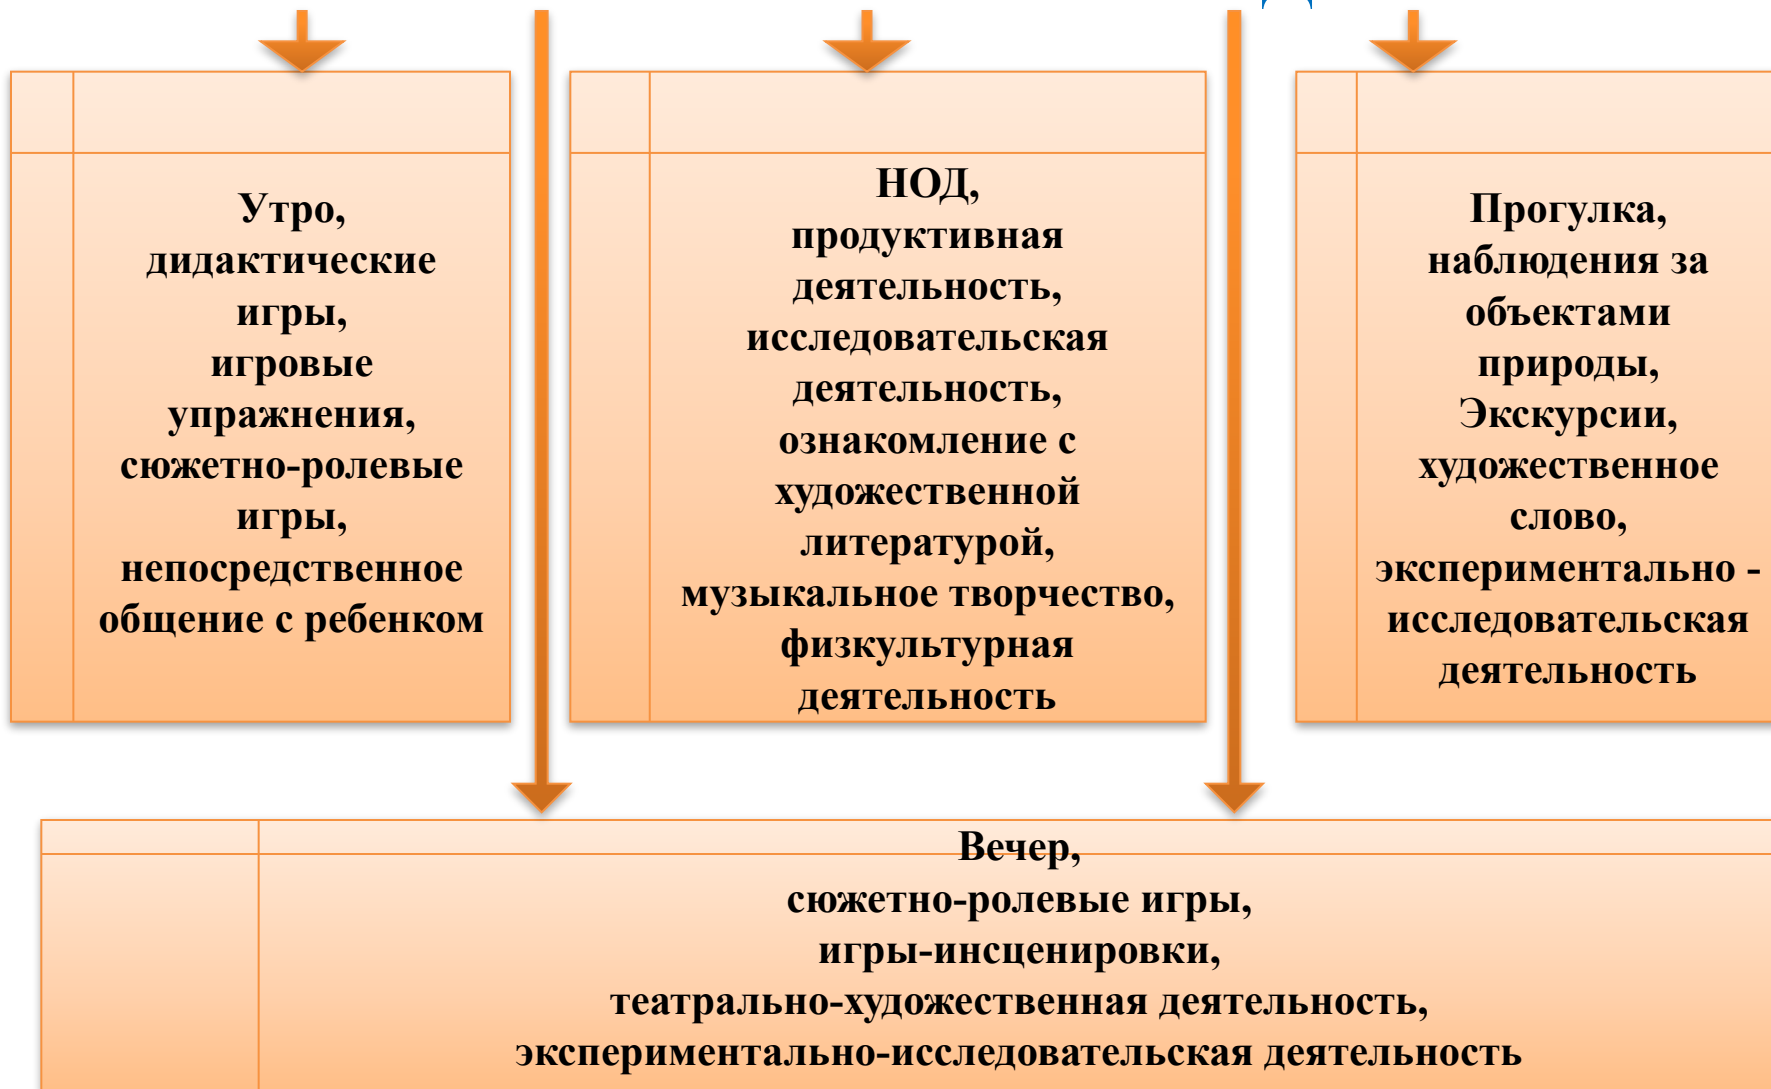 Утро,
дидактические
игры,
игровые
упражнения,
сюжетно-ролевые
игры,
непосредственное
общение с ребенком
НОД,
продуктивная
деятельность,
исследовательская
деятельность,
ознакомление с
художественной
литературой,
музыкальное творчество,
физкультурная
деятельность
Прогулка,
наблюдения за
объектами
природы,
Экскурсии,
художественное
слово,
экспериментально -
исследовательская
деятельность
Вечер,
сюжетно-ролевые игры,
игры-инсценировки,
театрально-художественная деятельность,
экспериментально-исследовательская деятельность